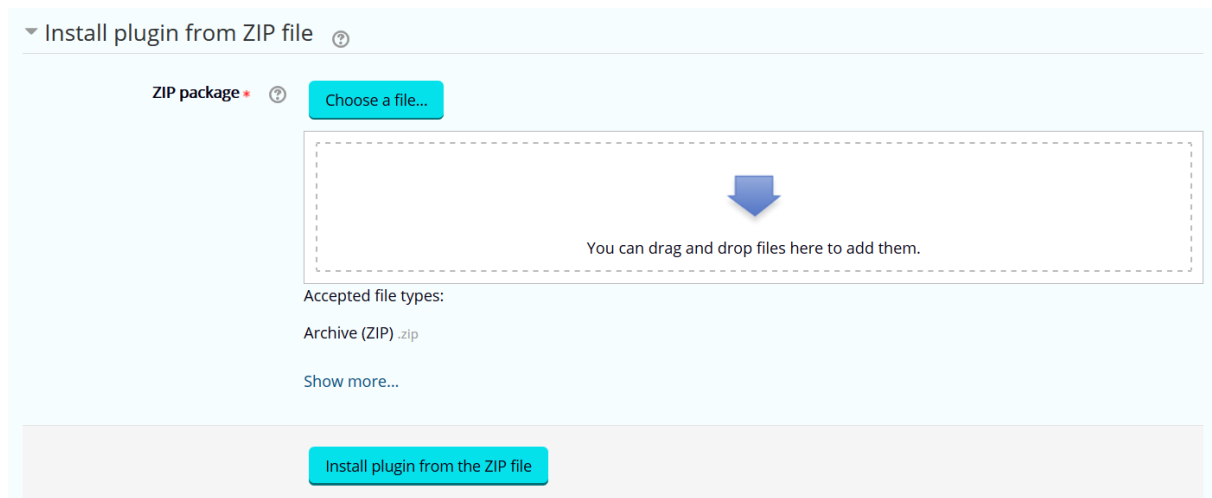 Install plugin from ZIP file
ZIP package
Choose a file...
You can drag and drop files here to add them.
Accepted file types:
Archive (ZIP) .zip
Show more...
Install plugin from the ZIP file